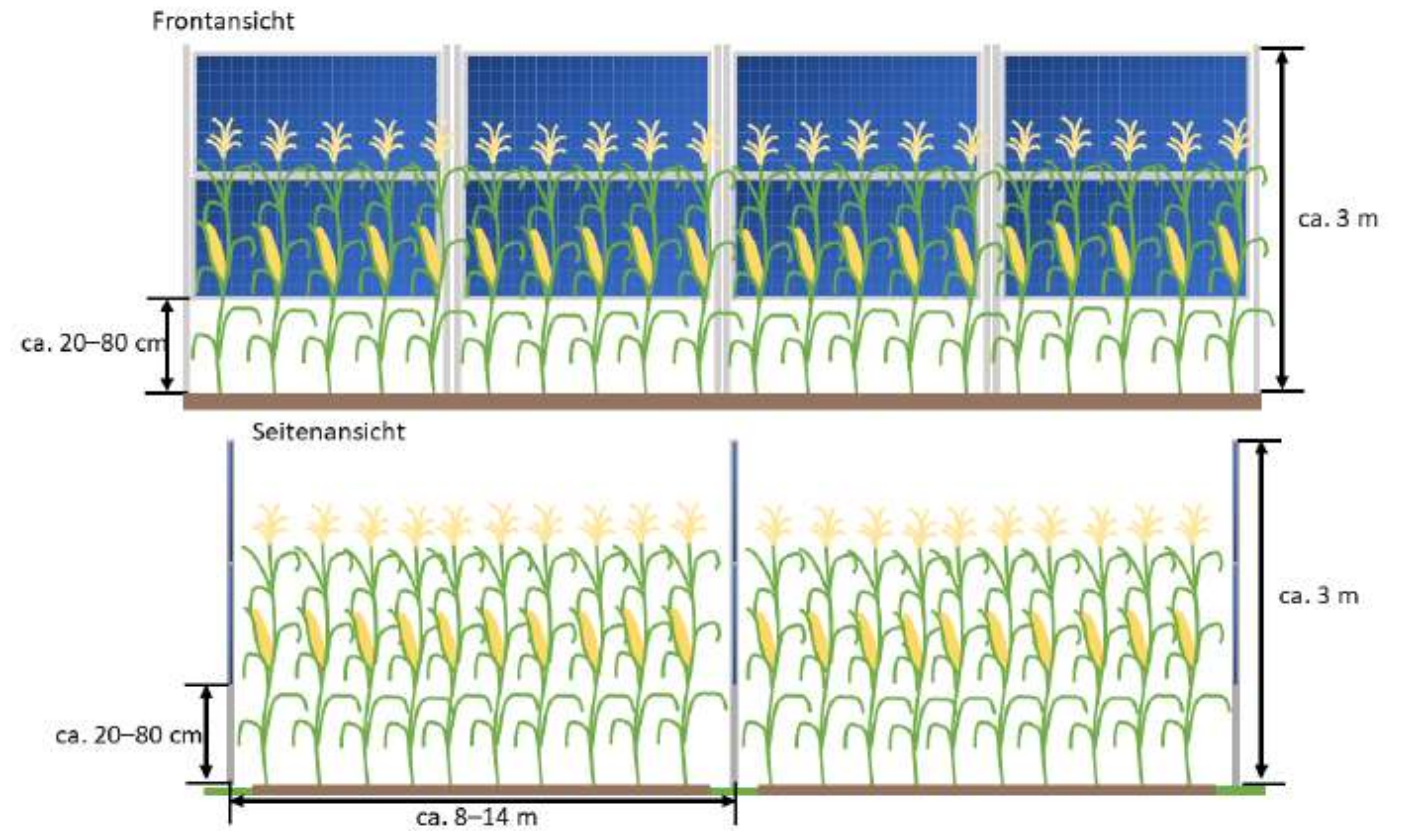 Frontansicht
ca. 3 m
ca. 20–80 cm
Seitenansicht
ca. 3 m
ca. 20–80 cm
ca. 8–14 m